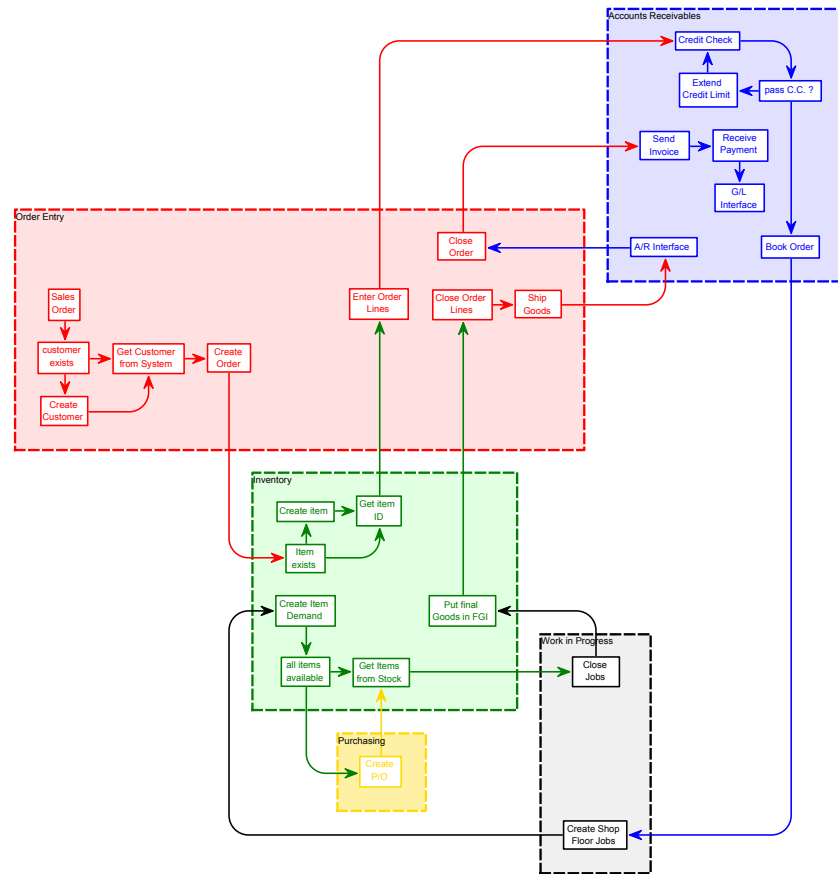 Accounts Receivables
Credit Check
Extend
Credit Limit
pass C.C. ?
Send
Invoice
Receive
Payment
G/L
Interface
A/R Interface
Book Order
Order Entry
Close
Order
Sales
Order
Enter Order
Lines
Close Order
Lines
Ship
Goods
customer
exists
Get Customer
from System
Create
Order
Create
Customer
Inventory
Create item
Get item
ID
Item
exists
Create Item
Demand
Put final
Goods in FGI
all items
available
Get Items
from Stock
Work in Progress
Close
Jobs
Purchasing
Create
P/O
Create Shop
Floor Jobs